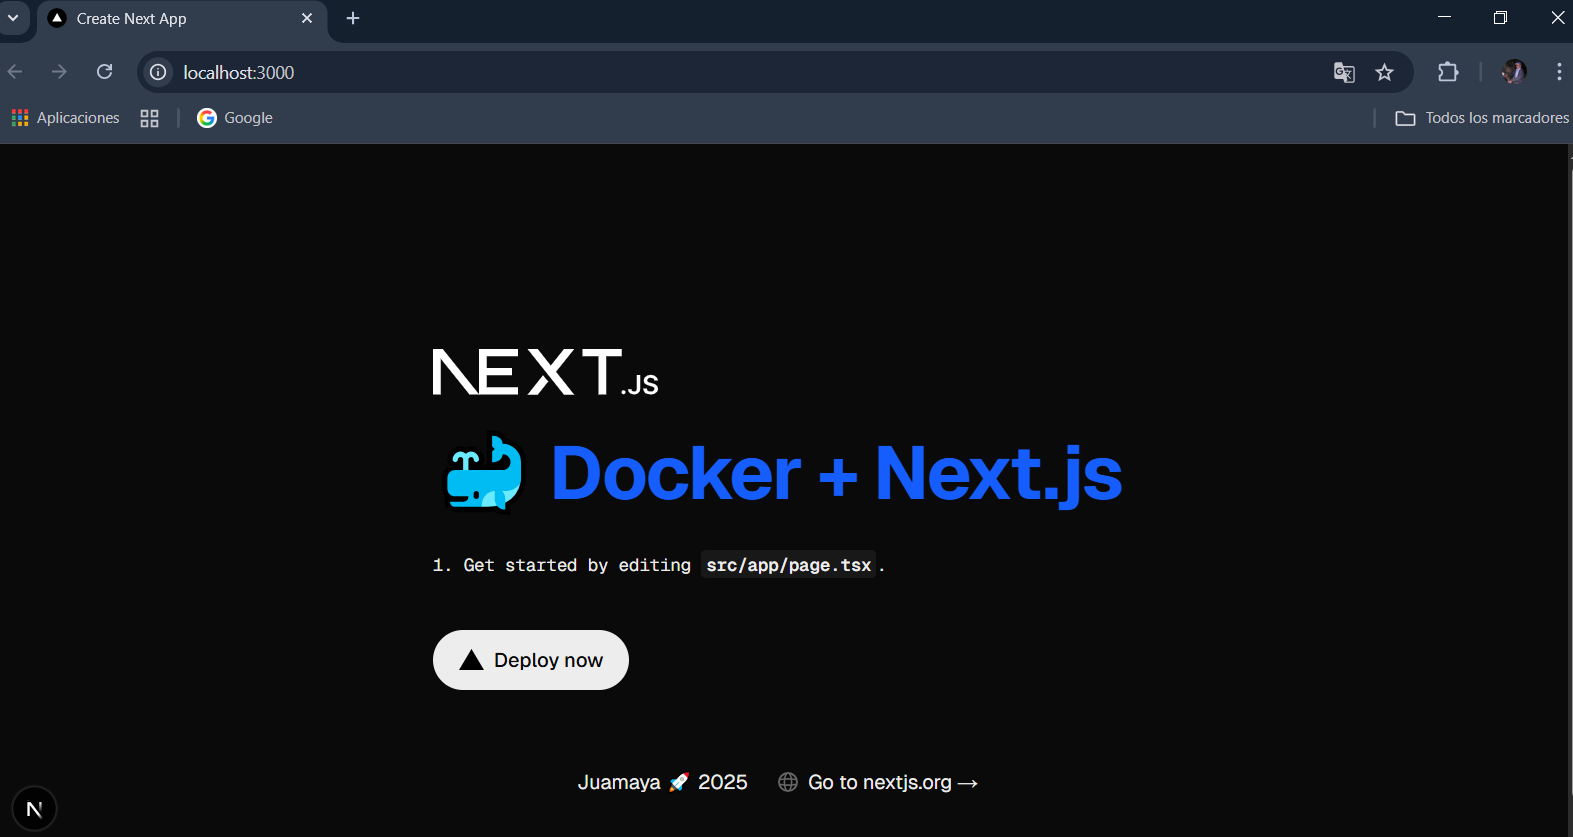 Create Next App
localhost:3000
Aplicaciones
Google
Todos los marcadores
NEXT.JS
Docker + Next.js
1. Get started by editing src/app/page.tsx.
Deploy now
Juamaya 🚀 2025
Go to nextjs.org →
N